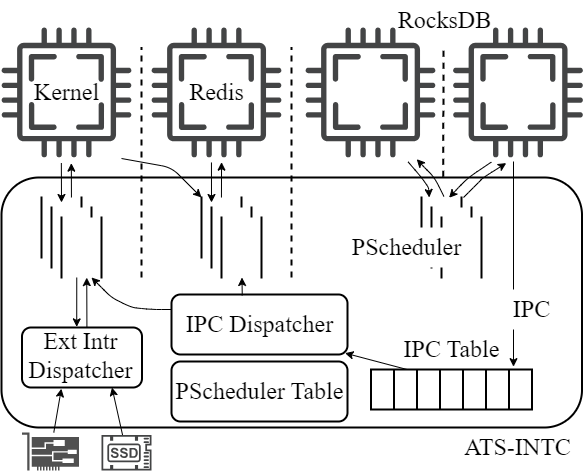 RocksDB
Kernel
Redis
PScheduler
IPC Dispatcher
IPC
Ext Intr
Dispatcher
IPC Table
PScheduler Table
ATS-INTC
SSD